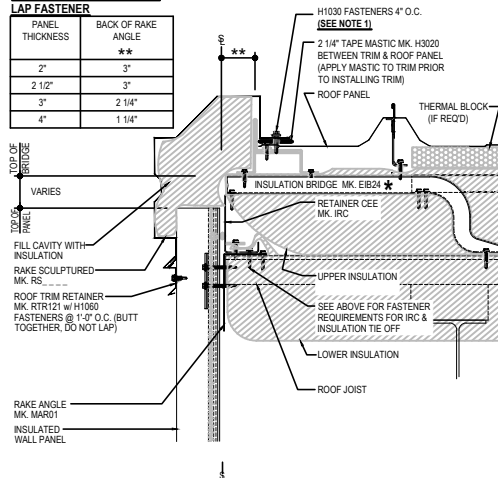 LAP FASTENER
PANEL THICKNESS
BACK OF RAKE ANGLE
**
2" 3"
2 1/2" 3"
3" 2 1/4"
4" 1 1/4"
S
**
H1030 FASTENERS 4" O.C.
(SEE NOTE 1)
2 1/4" TAPE MASTIC MK. H3020
BETWEEN TRIM & ROOF PANEL
(APPLY MASTIC TO TRIM PRIOR
TO INSTALLING TRIM)
ROOF PANEL
THERMAL BLOCK
(IF REQ'D)
TOP OF
BRIDGE
VARIES
TOP OF
PANEL
INSULATION BRIDGE MK. EIB24 *
RETAINER CEE
MK. IRC
FILL CAVITY WITH
INSULATION
RAKE SCULPTURED
MK. RS_____
ROOF TRIM RETAINER
MK. RTR121 w/ H1060
FASTENERS @ 1'-0" O.C. (BUTT
TOGETHER, DO NOT LAP)
UPPER INSULATION
SEE ABOVE FOR FASTENER
REQUIREMENTS FOR IRC &
INSULATION TIE OFF
LOWER INSULATION
ROOF JOIST
RAKE ANGLE
MK. MAR01
INSULATED
WALL PANEL
S